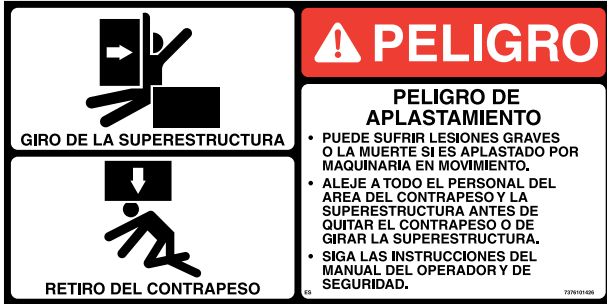 GIRO DE LA SUPERESTRUCTURA
RETIRO DEL CONTRAPESO
PELIGRO
PELIGRO DE
APLASTAMIENTO
• PUEDE SUFRIR LESIONES GRAVES
O LA MUERTE SI ES APLASTADO POR
MAQUINARIA EN MOVIMIENTO.
• ALEJE A TODO EL PERSONAL DEL
AREA DEL CONTRAPESO Y LA
SUPERESTRUCTURA ANTES DE
QUITAR EL CONTRAPESO O DE
GIRAR LA SUPERESTRUCTURA.
• SIGA LAS INSTRUCCIONES DEL
MANUAL DEL OPERADOR Y DE
SEGURIDAD.
ES
7376101426